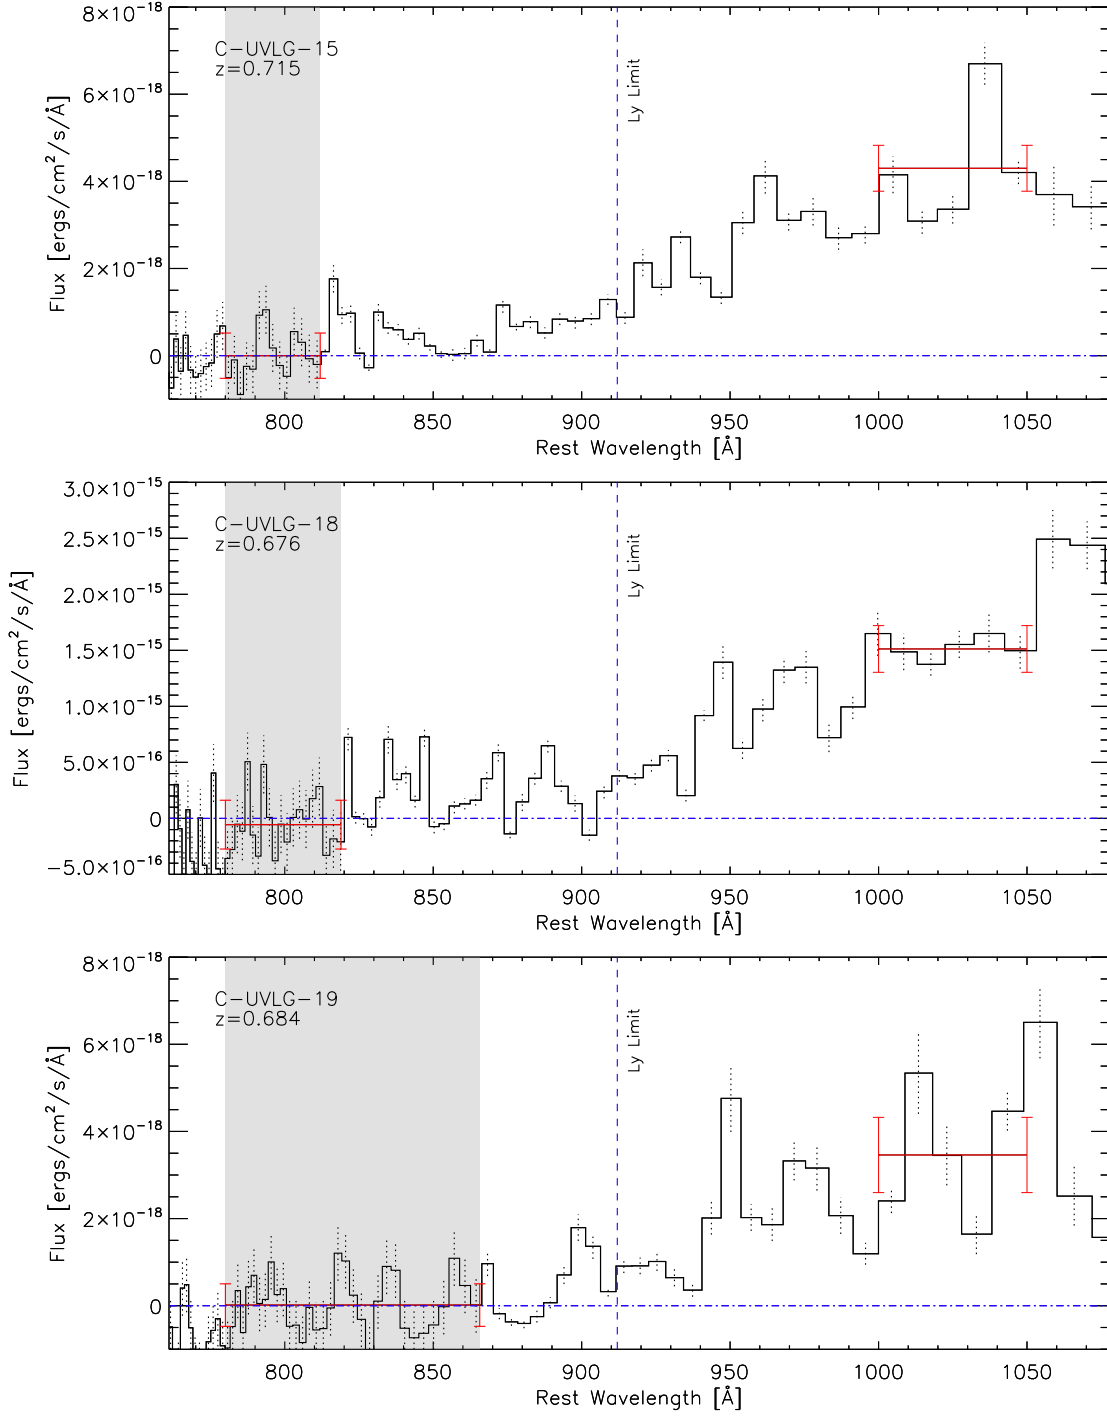 8×10⁻¹⁸
6×10⁻¹⁸
4×10⁻¹⁸
2×10⁻¹⁸
0
Flux [ergs/cm²/s/Å]
C-UVLG-15
z=0.715
Ly Limit
800 850 900 950 1000 1050
Rest Wavelength [Å]
3.0×10⁻¹⁵
2.5×10⁻¹⁵
2.0×10⁻¹⁵
1.5×10⁻¹⁵
1.0×10⁻¹⁵
5.0×10⁻¹⁶
0
-5.0×10⁻¹⁶
Flux [ergs/cm²/s/Å]
C-UVLG-18
z=0.676
Ly Limit
800 850 900 950 1000 1050
Rest Wavelength [Å]
8×10⁻¹⁸
6×10⁻¹⁸
4×10⁻¹⁸
2×10⁻¹⁸
0
Flux [ergs/cm²/s/Å]
C-UVLG-19
z=0.684
Ly Limit
800 850 900 950 1000 1050
Rest Wavelength [Å]